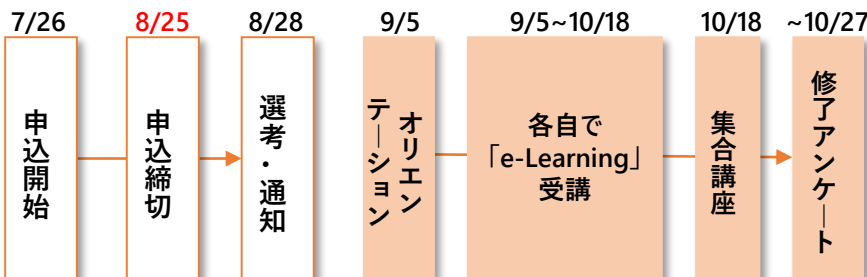 7/26
8/25
8/28
9/5
9/5~10/18
10/18
~10/27
申込開始
申込締切
選考・通知
オリエン
テーション
各自で
「e-Learning」
受講
集合講座
修了アンケート